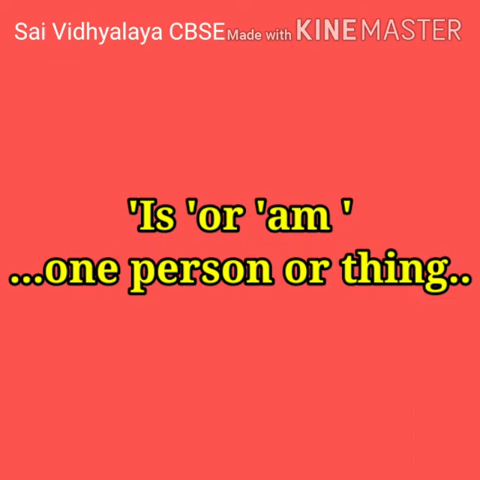 Sai Vidhyalaya CBSE Made with KINEMASTER
'Is 'or 'am '
...one person or thing..